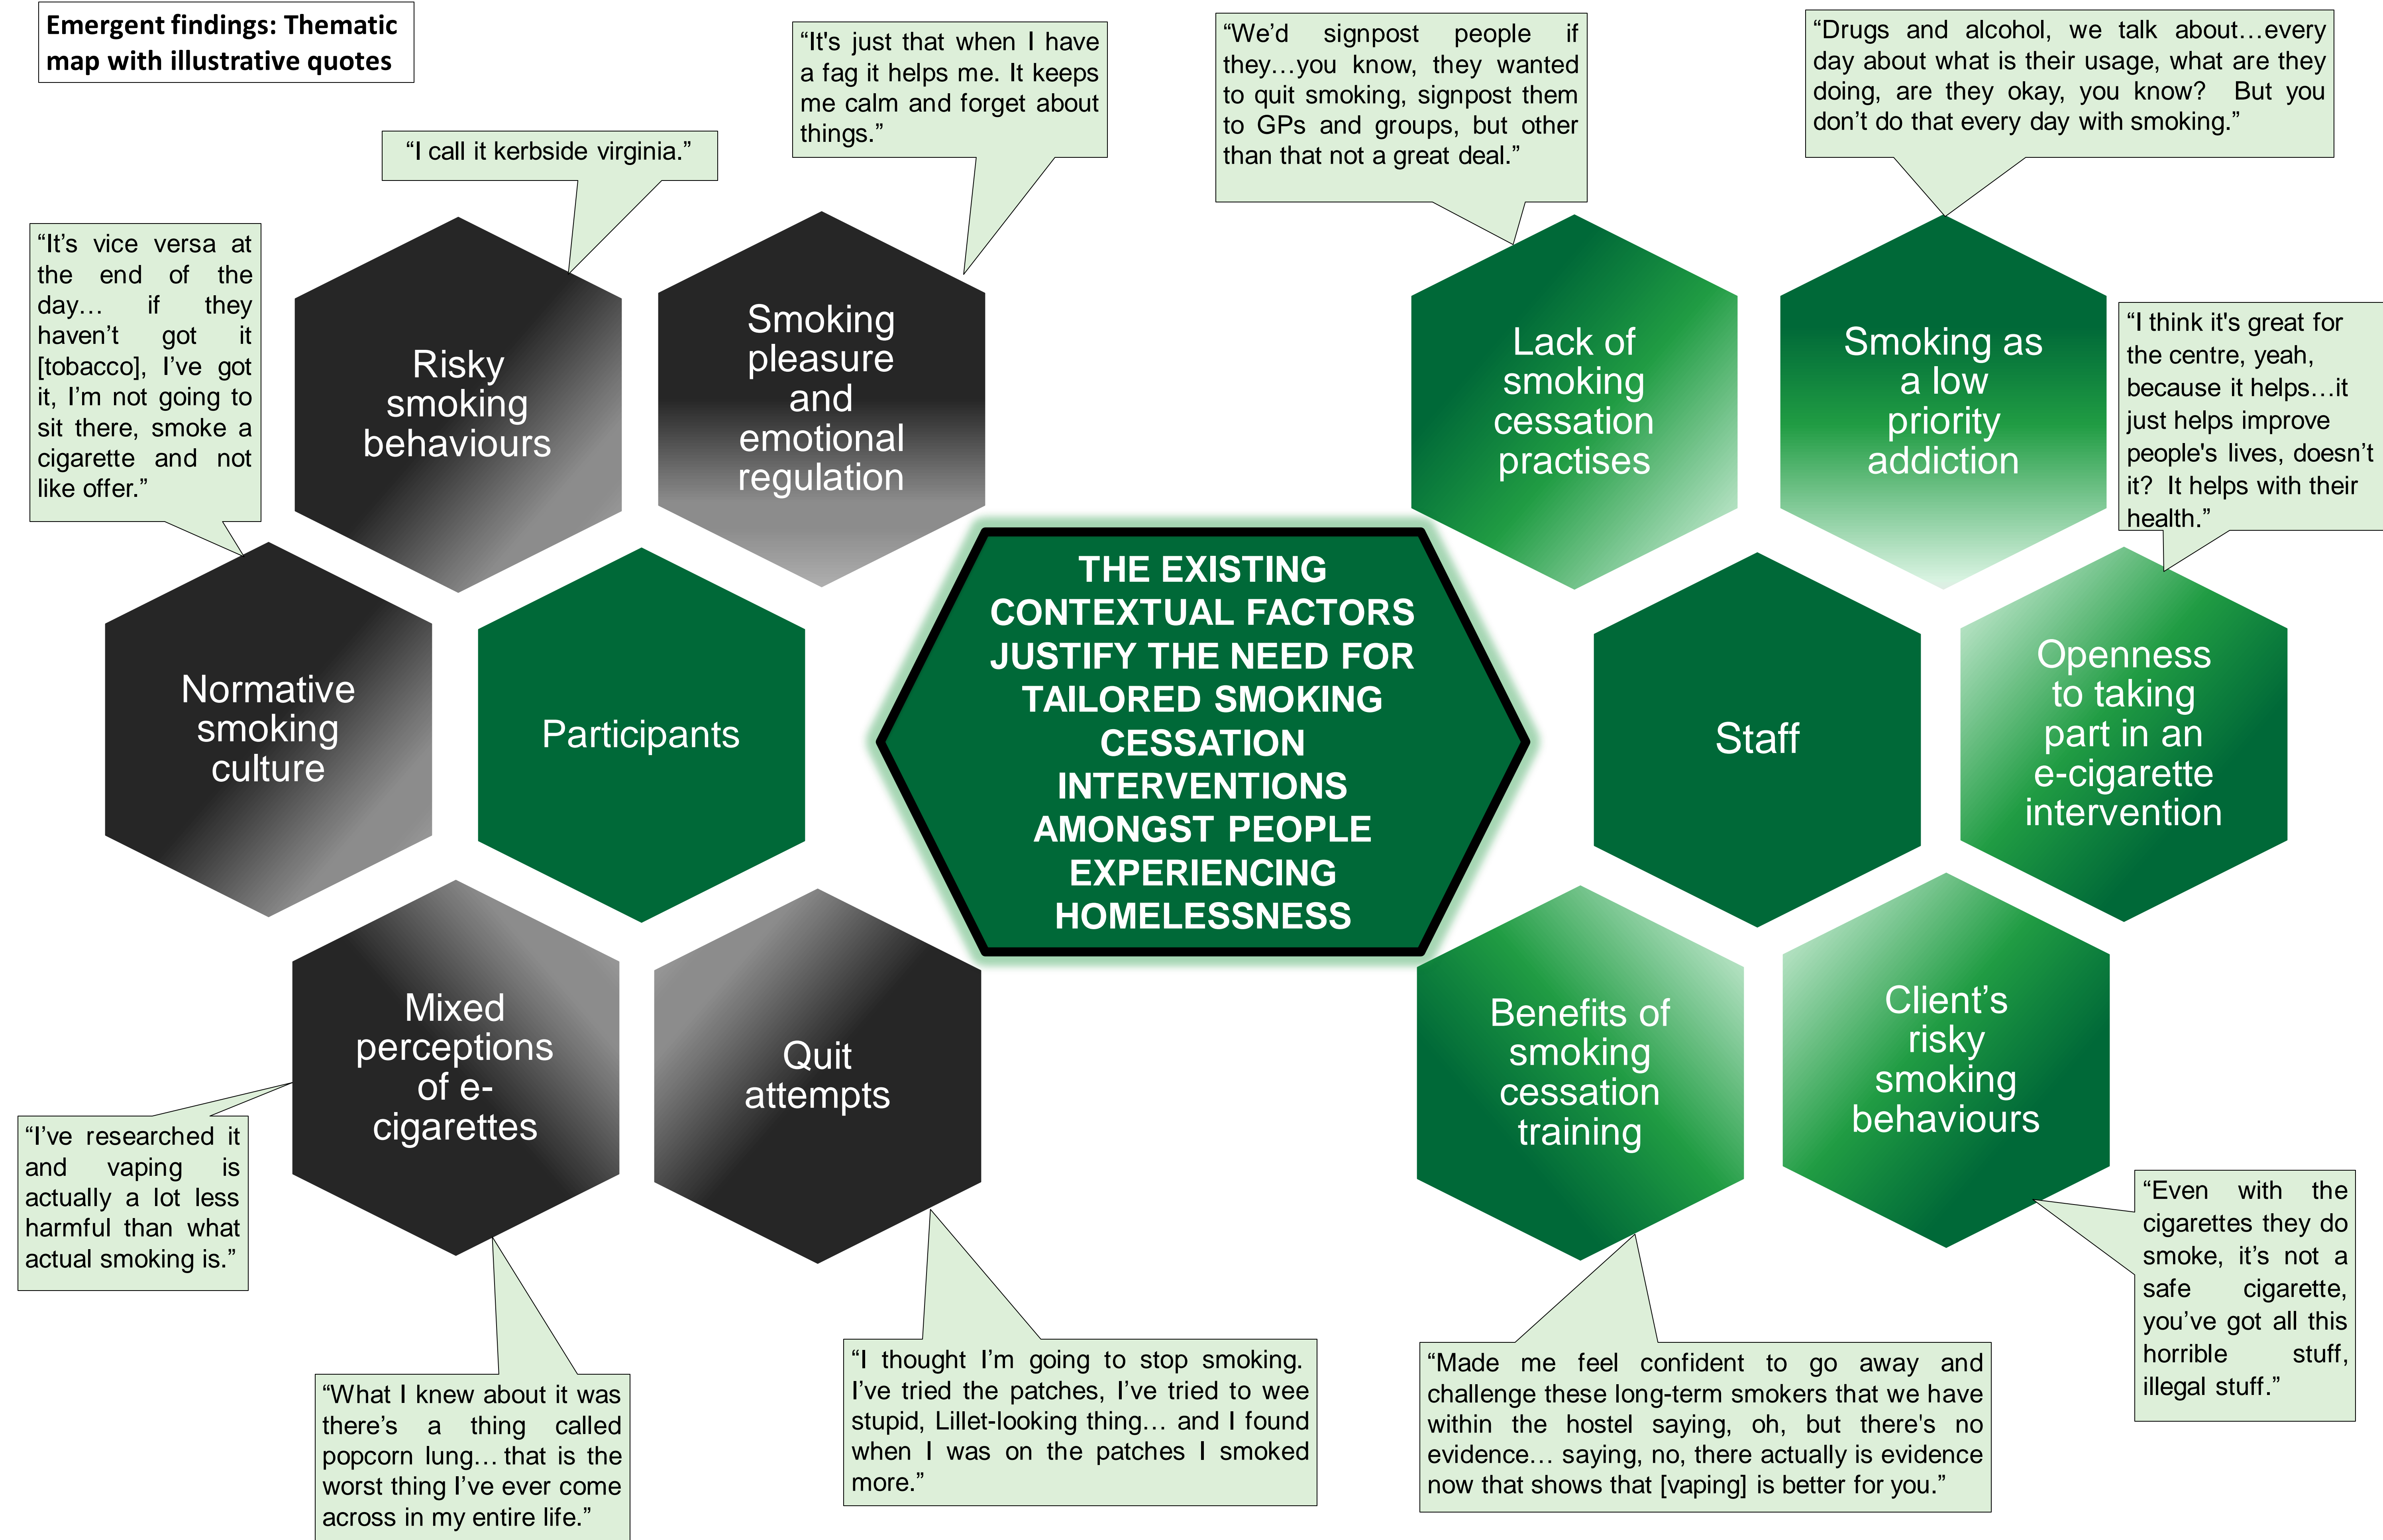 Emergent findings: Thematic
map with illustrative quotes
“I call it kerbside virginia.”
“It's just that when I have
a fag it helps me. It keeps
me calm and forget about
things.”
“We’d signpost people if
they…you know, they wanted
to quit smoking, signpost them
to GPs and groups, but other
than that not a great deal.”
“Drugs and alcohol, we talk about…every
day about what is their usage, what are they
doing, are they okay, you know? But you
don’t do that every day with smoking.”
“It’s vice versa at
the end of the
day… if they
haven’t got it
[tobacco], I’ve got
it, I’m not going to
sit there, smoke a
cigarette and not
like offer.”
Risky
smoking
behaviours
Smoking
pleasure
and
emotional
regulation
Lack of
smoking
cessation
practises
Smoking as
a low
priority
addiction
“I think it's great for
the centre, yeah,
because it helps…it
just helps improve
people's lives, doesn’t
it? It helps with their
health.”
Normative
smoking
culture
Participants
THE EXISTING
CONTEXTUAL FACTORS
JUSTIFY THE NEED FOR
TAILORED SMOKING
CESSATION
INTERVENTIONS
AMONGST PEOPLE
EXPERIENCING
HOMELESSNESS
Staff
Openness
to taking
part in an
e-cigarette
intervention
Mixed
perceptions
of e-
cigarettes
Quit
attempts
Benefits of
smoking
cessation
training
Client’s
risky
smoking
behaviours
“I’ve researched it
and vaping is
actually a lot less
harmful than what
actual smoking is.”
“What I knew about it was
there’s a thing called
popcorn lung… that is the
worst thing I’ve ever come
across in my entire life.”
“I thought I’m going to stop smoking.
I’ve tried the patches, I’ve tried to wee
stupid, Lillet-looking thing… and I found
when I was on the patches I smoked
more.”
“Made me feel confident to go away and
challenge these long-term smokers that we have
within the hostel saying, oh, but there's no
evidence… saying, no, there actually is evidence
now that shows that [vaping] is better for you.”
“Even with the
cigarettes they do
smoke, it’s not a
safe cigarette,
you’ve got all this
horrible stuff,
illegal stuff.”